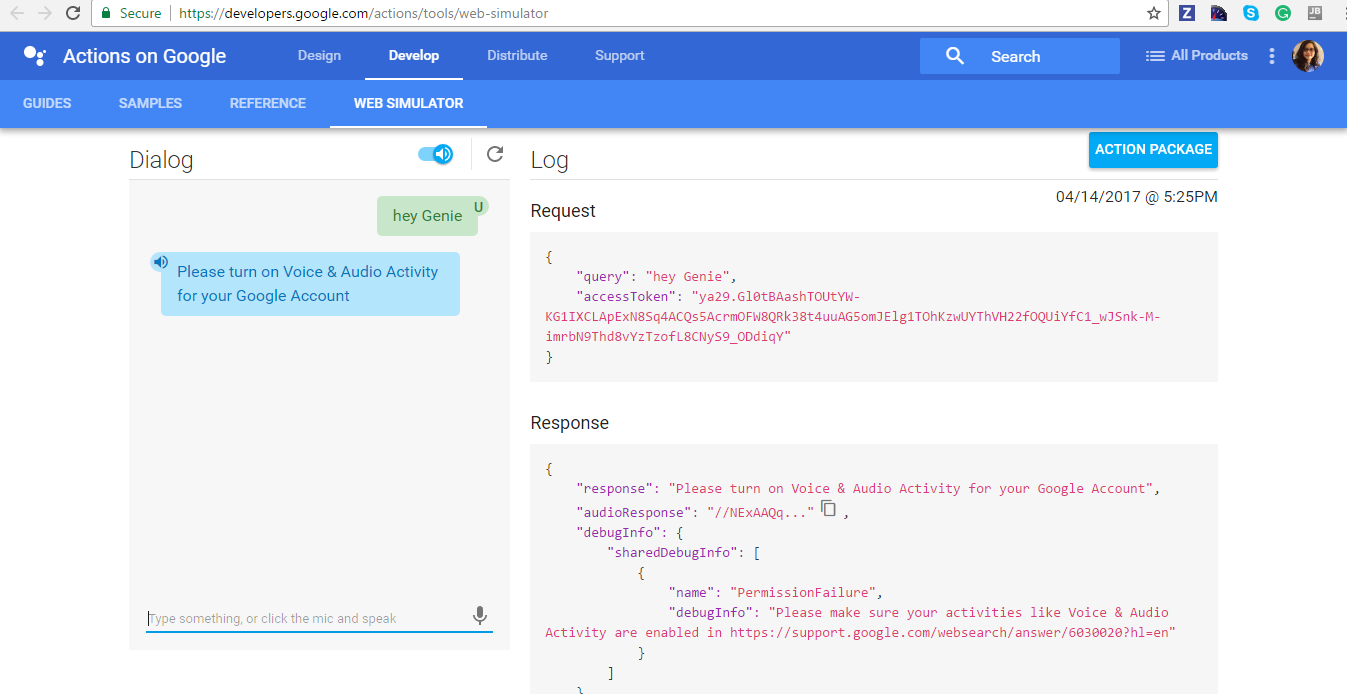 Secure https://developers.google.com/actions/tools/web-simulator
Z S G JB
Actions on Google Design Develop Distribute Support Search All Products
GUIDES SAMPLES REFERENCE WEB SIMULATOR
Dialog
hey Genie U
Please turn on Voice & Audio Activity
for your Google Account
Type something, or click the mic and speak
Log
ACTION PACKAGE
04/14/2017 @ 5:25PM
Request
{
"query": "hey Genie",
"accessToken": "ya29.Gl0tBAashTOUtYW-
KG1IXCLApExN8Sq4ACQs5AcrmOFW8QRk38t4uuAG5omJElg1TOhKzwUYThVH22fOQUiYfC1_wJSnk-M-
imrbN9Thd8vYzTzofL8CNyS9_ODdiqY"
}
Response
{
"response": "Please turn on Voice & Audio Activity for your Google Account",
"audioResponse": "//NExAAQq..." ,
"debugInfo": {
"sharedDebugInfo": [
{
"name": "PermissionFailure",
"debugInfo": "Please make sure your activities like Voice & Audio
Activity are enabled in https://support.google.com/websearch/answer/6030020?hl=en"
}
]
}